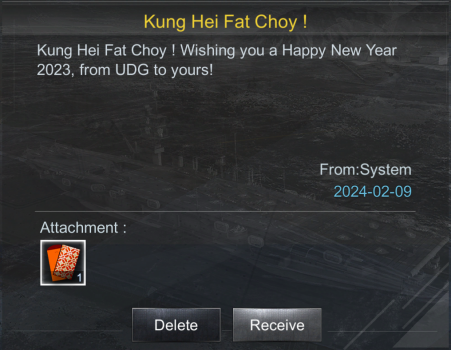 Kung Hei Fat Choy !
Kung Hei Fat Choy ! Wishing you a Happy New Year
2023, from UDG to yours!
From:System
2024-02-09
Attachment :
1
Delete
Receive